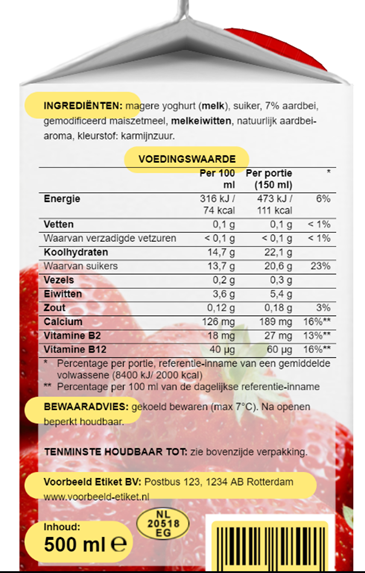 INGREDIËNTEN: magere yoghurt (melk), suiker, 7% aardbei,
gemodificeerd maiszetmeel, melkeiwitten, natuurlijk aardbei-
aroma, kleurstof: karmijnzuur.
VOEDINGSWAARDE
Per 100 ml Per portie (150 ml) *
Energie 316 kJ / 74 kcal 473 kJ / 111 kcal 6%
Vetten 0,1 g 0,1 g < 1%
Waarvan verzadigde vetzuren < 0,1 g < 0,1 g < 1%
Koolhydraten 14,7 g 22,1 g
Waarvan suikers 13,7 g 20,6 g 23%
Vezels 0,2 g 0,3 g
Eiwitten 3,6 g 5,4 g
Zout 0,12 g 0,18 g 3%
Calcium 126 mg 189 mg 16%**
Vitamine B2 18 mg 27 mg 13%**
Vitamine B12 40 µg 60 µg 16%**
* Percentage per portie, referentie-inname van een gemiddelde
volwassene (8400 kJ/ 2000 kcal)
** Percentage per 100 ml van de dagelijkse referentie-inname
BEWAARADVIES: gekoeld bewaren (max 7°C). Na openen
beperkt houdbaar.
TENMINSTE HOUDBAAR TOT: zie bovenzijde verpakking.
Voorbeeld Etiket BV: Postbus 123, 1234 AB Rotterdam
www.voorbeeld-etiket.nl
Inhoud:
500 ml ℮
NL
20518
EG